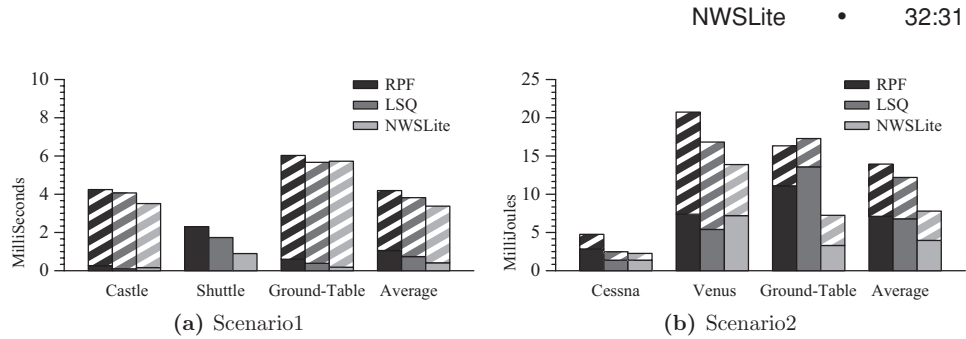 NWSLite • 32:31
10
8
6
4
2
0
MilliSeconds
RPF
LSQ
NWSLite
Castle Shuttle Ground-Table Average
(a) Scenario1
25
20
15
10
5
0
MilliJoules
RPF
LSQ
NWSLite
Cessna Venus Ground-Table Average
(b) Scenario2